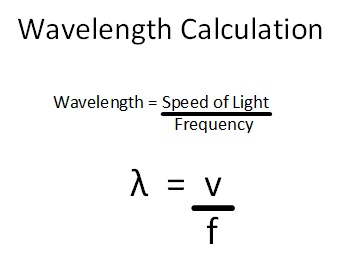 Wavelength Calculation
Wavelength = Speed of Light
Frequency
λ = v
f